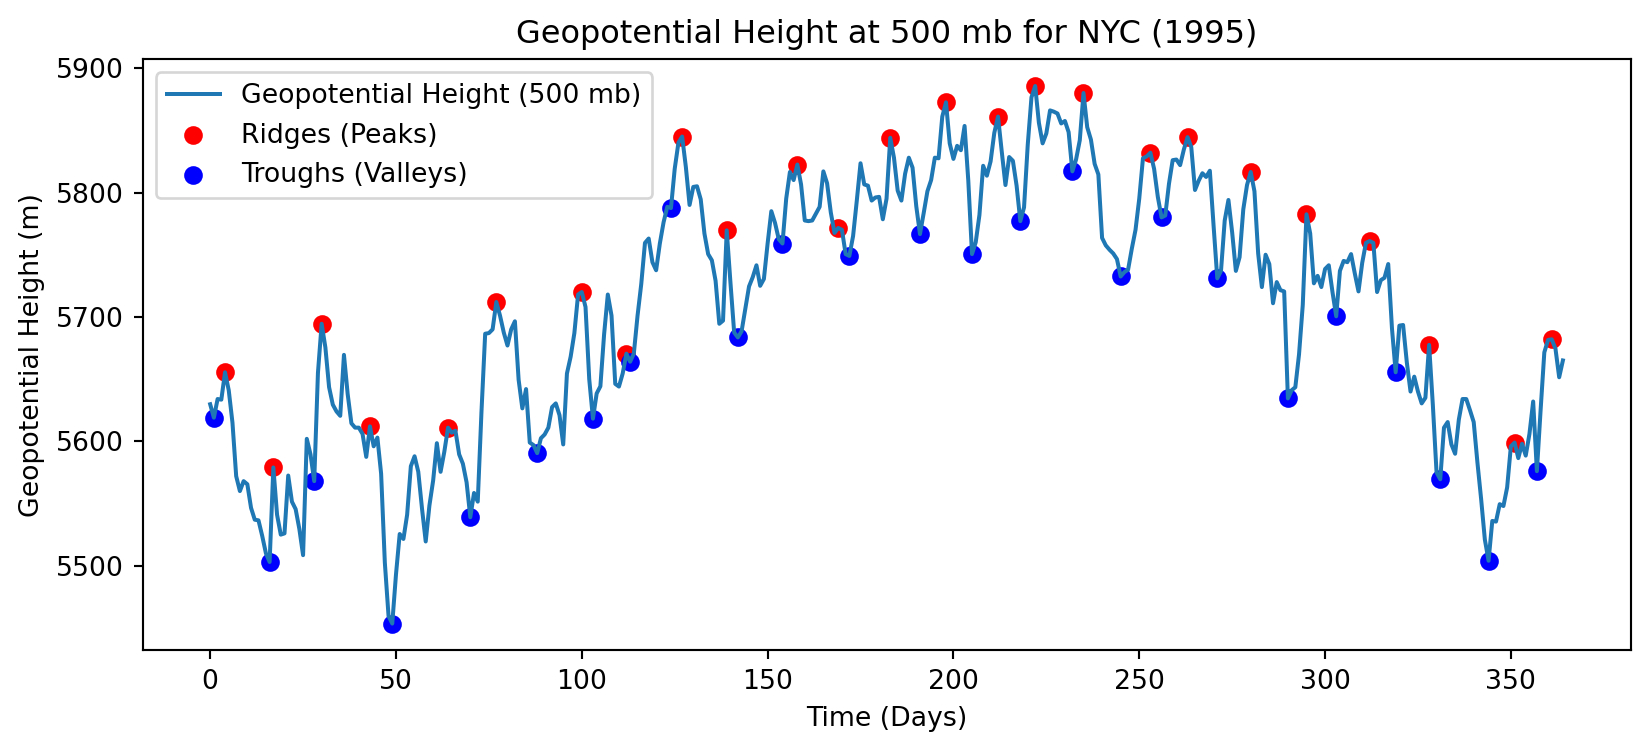 Geopotential Height at 500 mb for NYC (1995)
Geopotential Height (500 mb)
Ridges (Peaks)
Troughs (Valleys)
Geopotential Height (m)
5900
5800
5700
5600
5500
0 50 100 150 200 250 300 350
Time (Days)